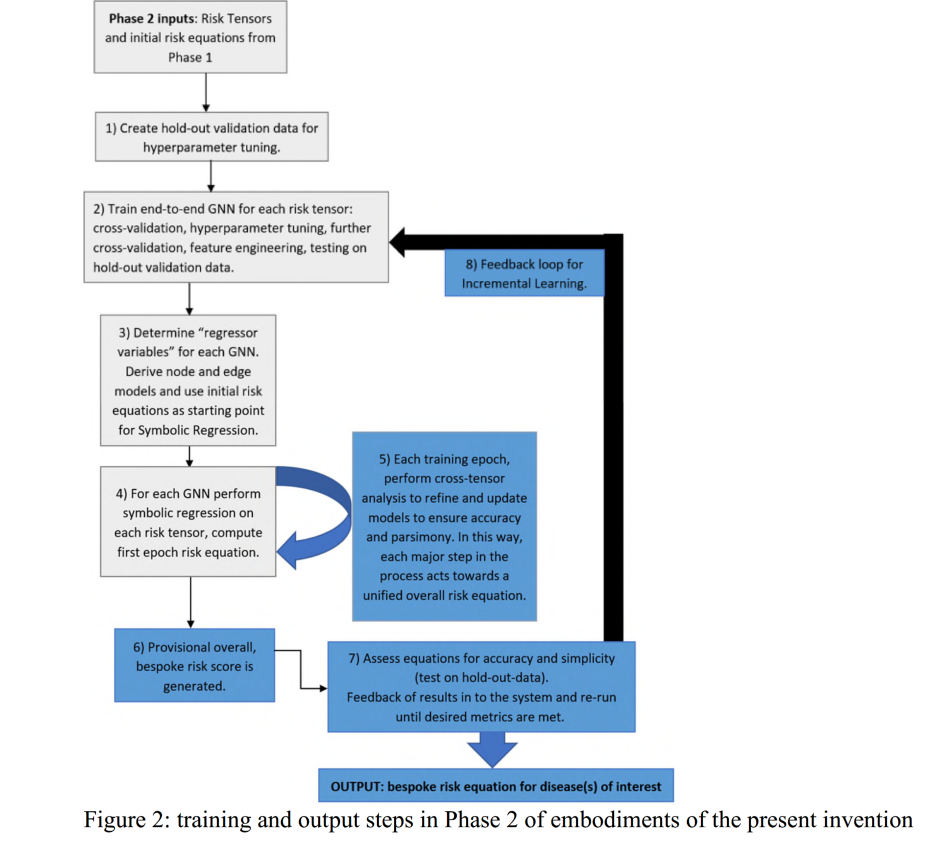 Phase 2 inputs: Risk Tensors
and initial risk equations from
Phase 1
1) Create hold-out validation data for
hyperparameter tuning.
2) Train end-to-end GNN for each risk tensor:
cross-validation, hyperparameter tuning, further
cross-validation, feature engineering, testing on
hold-out validation data.
8) Feedback loop for
Incremental Learning.
3) Determine “regressor
variables” for each GNN.
Derive node and edge
models and use initial risk
equations as starting point
for Symbolic Regression.
4) For each GNN perform
symbolic regression on
each risk tensor, compute
first epoch risk equation.
5) Each training epoch,
perform cross-tensor
analysis to refine and update
models to ensure accuracy
and parsimony. In this way,
each major step in the
process acts towards a
unified overall risk equation.
6) Provisional overall,
bespoke risk score is
generated.
7) Assess equations for accuracy and simplicity
(test on hold-out-data).
Feedback of results in to the system and re-run
until desired metrics are met.
OUTPUT: bespoke risk equation for disease(s) of interest
Figure 2: training and output steps in Phase 2 of embodiments of the present invention